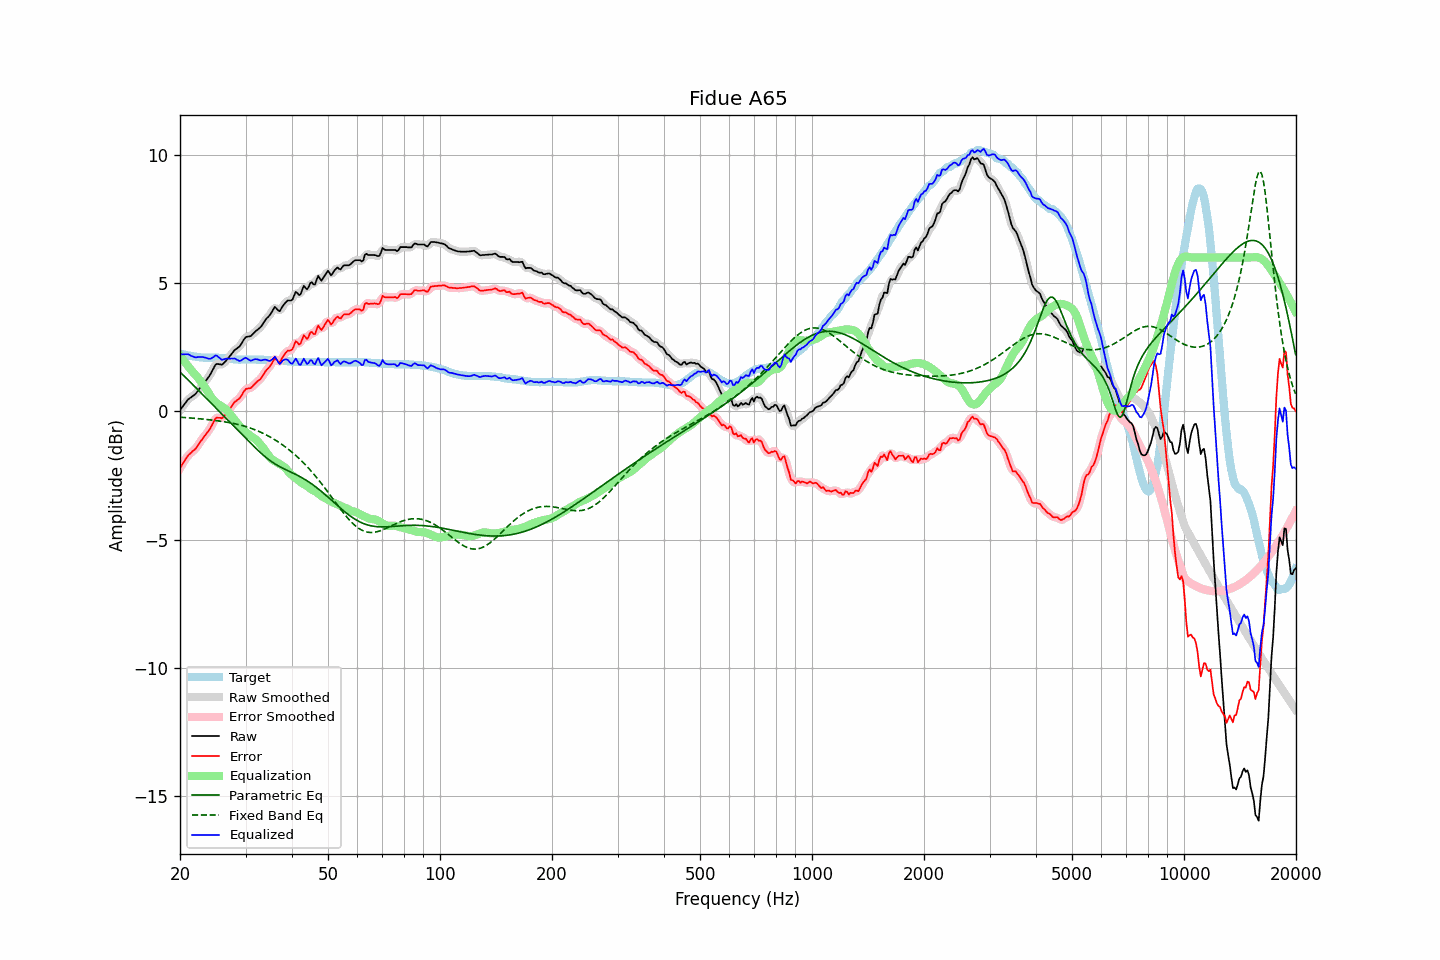 Fidue A65
10
5
0
−5
−10
−15
Amplitude (dBr)
Target
Raw Smoothed
Error Smoothed
Raw
Error
Equalization
Parametric Eq
Fixed Band Eq
Equalized
20 50 100 200 500 1000 2000 5000 10000 20000
Frequency (Hz)